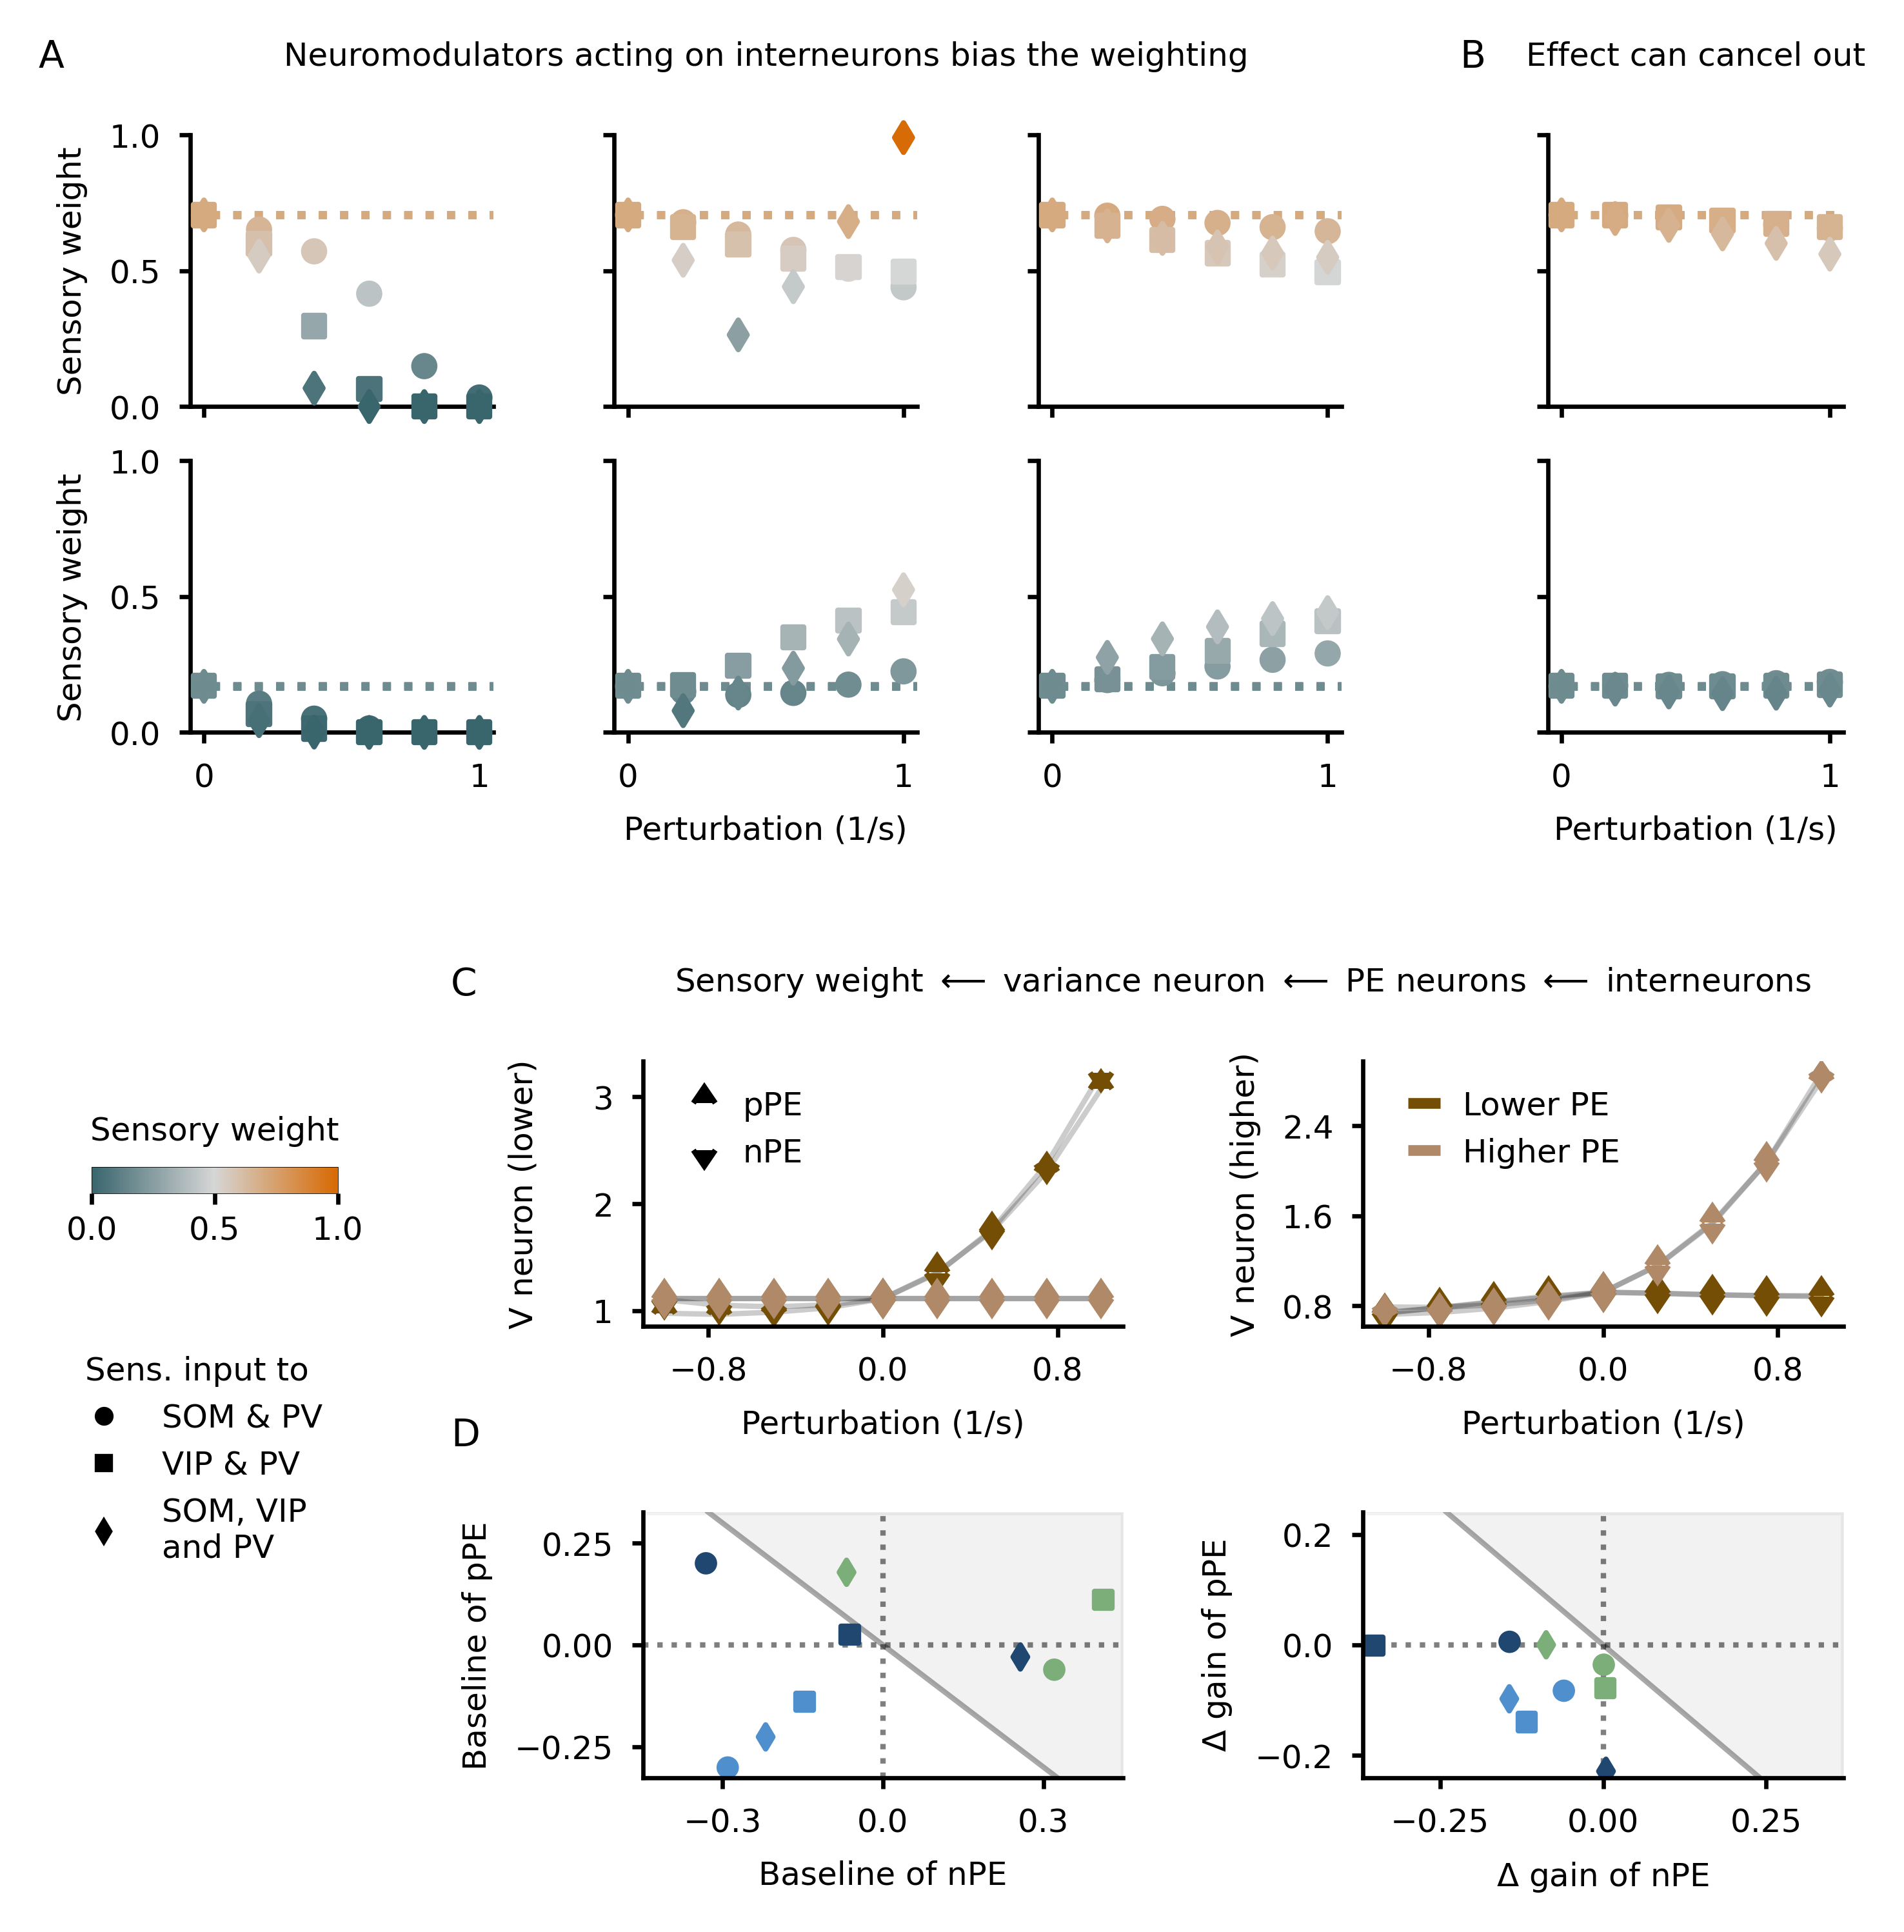 A
Neuromodulators acting on interneurons bias the weighting
B
Effect can cancel out
Sensory weight
1.0
0.5
0.0
Sensory weight
1.0
0.5
0.0
0
1
0
1
0
1
0
1
Perturbation (1/s)
Perturbation (1/s)
C
Sensory weight ⟵ variance neuron ⟵ PE neurons ⟵ interneurons
Sensory weight
0.0
0.5
1.0
Sens. input to
SOM & PV
VIP & PV
SOM, VIP
and PV
V neuron (lower)
3
2
1
pPE
nPE
−0.8
0.0
0.8
Perturbation (1/s)
V neuron (higher)
2.4
1.6
0.8
Lower PE
Higher PE
−0.8
0.0
0.8
Perturbation (1/s)
D
Baseline of pPE
0.25
0.00
−0.25
−0.3
0.0
0.3
Baseline of nPE
Δ gain of pPE
0.2
0.0
−0.2
−0.25
0.00
0.25
Δ gain of nPE